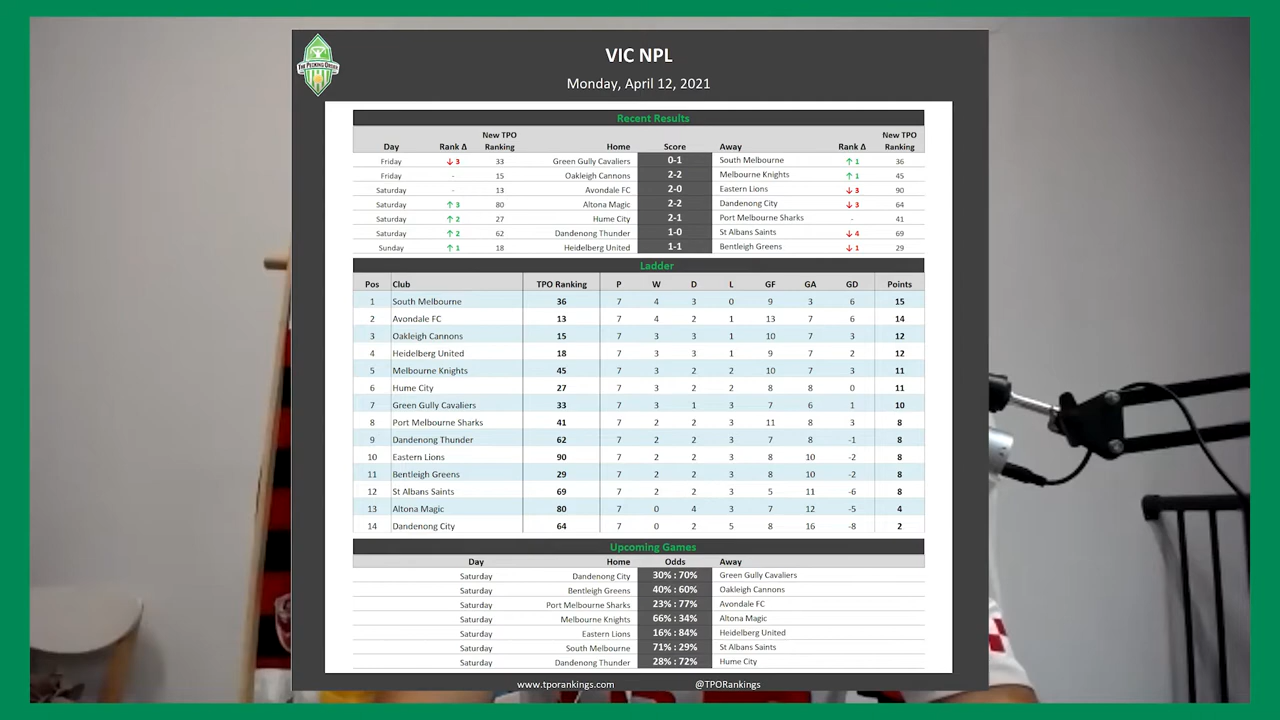 THE PECKING ORDER
VIC NPL
Monday, April 12, 2021
Recent Results
Day Rank Δ New TPO Ranking Home Score Away Rank Δ New TPO Ranking
Friday ↓ 3 33 Green Gully Cavaliers 0-1 South Melbourne ↑ 1 36
Friday - 15 Oakleigh Cannons 2-2 Melbourne Knights ↑ 1 45
Saturday - 13 Avondale FC 2-0 Eastern Lions ↓ 3 90
Saturday ↑ 3 80 Altona Magic 2-2 Dandenong City ↓ 3 64
Saturday ↑ 2 27 Hume City 2-1 Port Melbourne Sharks - 41
Saturday ↑ 2 62 Dandenong Thunder 1-0 St Albans Saints ↓ 4 69
Sunday ↑ 1 18 Heidelberg United 1-1 Bentleigh Greens ↓ 1 29
Ladder
Pos Club TPO Ranking P W D L GF GA GD Points
1 South Melbourne 36 7 4 3 0 9 3 6 15
2 Avondale FC 13 7 4 2 1 13 7 6 14
3 Oakleigh Cannons 15 7 3 3 1 10 7 3 12
4 Heidelberg United 18 7 3 3 1 9 7 2 12
5 Melbourne Knights 45 7 3 2 2 10 7 3 11
6 Hume City 27 7 3 2 2 8 8 0 11
7 Green Gully Cavaliers 33 7 3 1 3 7 6 1 10
8 Port Melbourne Sharks 41 7 2 2 3 11 8 3 8
9 Dandenong Thunder 62 7 2 2 3 7 8 -1 8
10 Eastern Lions 90 7 2 2 3 8 10 -2 8
11 Bentleigh Greens 29 7 2 2 3 8 10 -2 8
12 St Albans Saints 69 7 2 2 3 5 11 -6 8
13 Altona Magic 80 7 0 4 3 7 12 -5 4
14 Dandenong City 64 7 0 2 5 8 16 -8 2
Upcoming Games
Day Home Odds Away
Saturday Dandenong City 30% : 70% Green Gully Cavaliers
Saturday Bentleigh Greens 40% : 60% Oakleigh Cannons
Saturday Port Melbourne Sharks 23% : 77% Avondale FC
Saturday Melbourne Knights 66% : 34% Altona Magic
Saturday Eastern Lions 16% : 84% Heidelberg United
Saturday South Melbourne 71% : 29% St Albans Saints
Saturday Dandenong Thunder 28% : 72% Hume City
www.tporankings.com @TPORankings